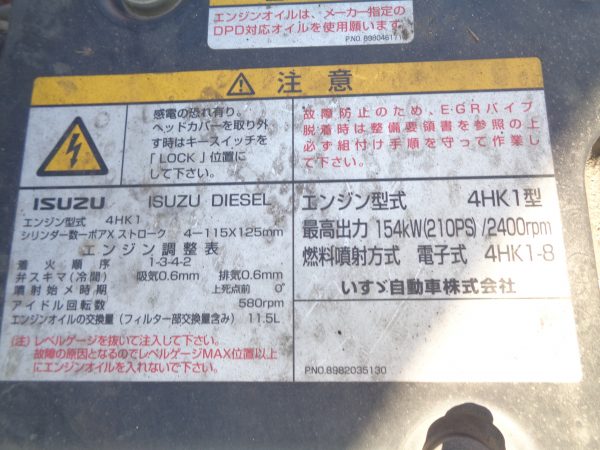 エンジンオイルは、メーカー指定の
DPD対応オイルを使用願います
注意
感電の恐れ有り。
ヘッドカバーを取り外
す時はキースイッチを
「LOCK」位置に
して下さい。
故障防止のため、EGRパイプ
脱着時は整備要領書を参照の上
必ず組付け手順を守って作業し
て下さい。
ISUZU ISUZU DIESEL
エンジン型式 4HK1
シリンダー数ーボアXストローク 4ー115X125mm
エンジン調整表
着火順序 1-3-4-2
弁スキマ(冷間) 吸気0.6mm 排気0.6mm
噴射始メ時期 上死点前 0°
アイドル回転数 580rpm
エンジンオイルの交換量(フィルター部交換量含み) 11.5L
(注)レベルゲージを抜いて注入して下さい。
故障の原因となるのでレベルゲージMAX位置以上
にエンジンオイルを入れないで下さい。
エンジン型式 4HK1型
最高出力 154kW(210PS)/2400rpm
燃料噴射方式 電子式 4HK1-8
いすゞ自動車株式会社
P.NO.8982035130